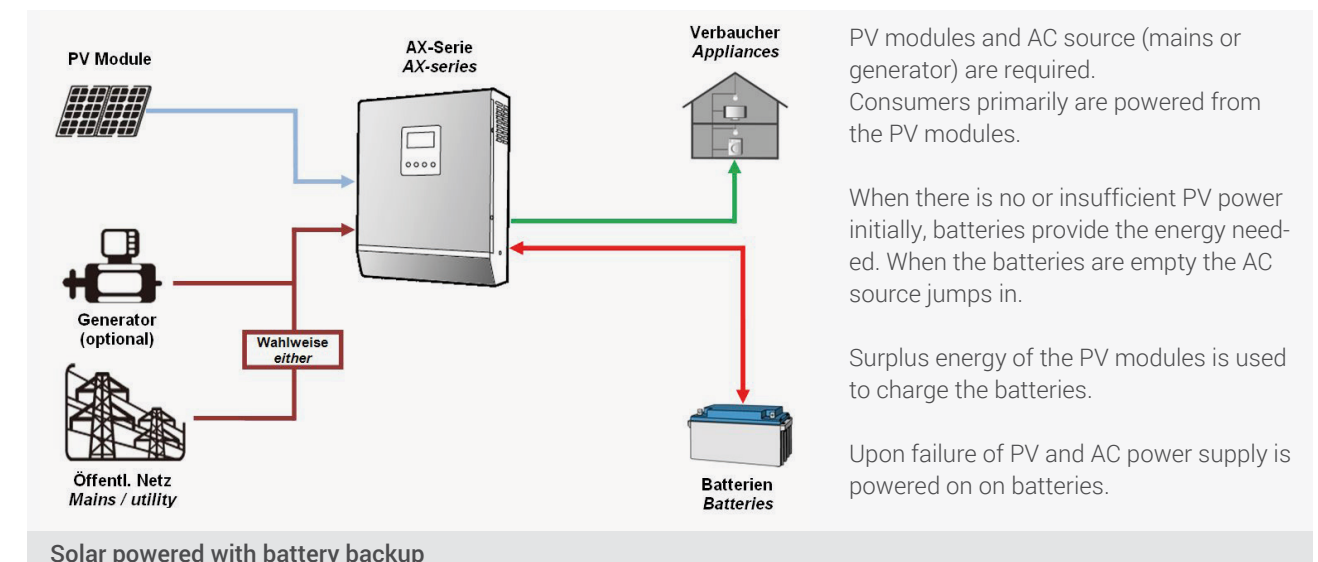 PV Module
AX-Serie
AX-series
Verbaucher
Appliances
Generator
(optional)
Wahlweise
either
Öffentl. Netz
Mains / utility
Batterien
Batteries
PV modules and AC source (mains or
generator) are required.
Consumers primarily are powered from
the PV modules.
When there is no or insufficient PV power
initially, batteries provide the energy need-
ed. When the batteries are empty the AC
source jumps in.
Surplus energy of the PV modules is used
to charge the batteries.
Upon failure of PV and AC power supply is
powered on on batteries.
Solar powered with battery backup